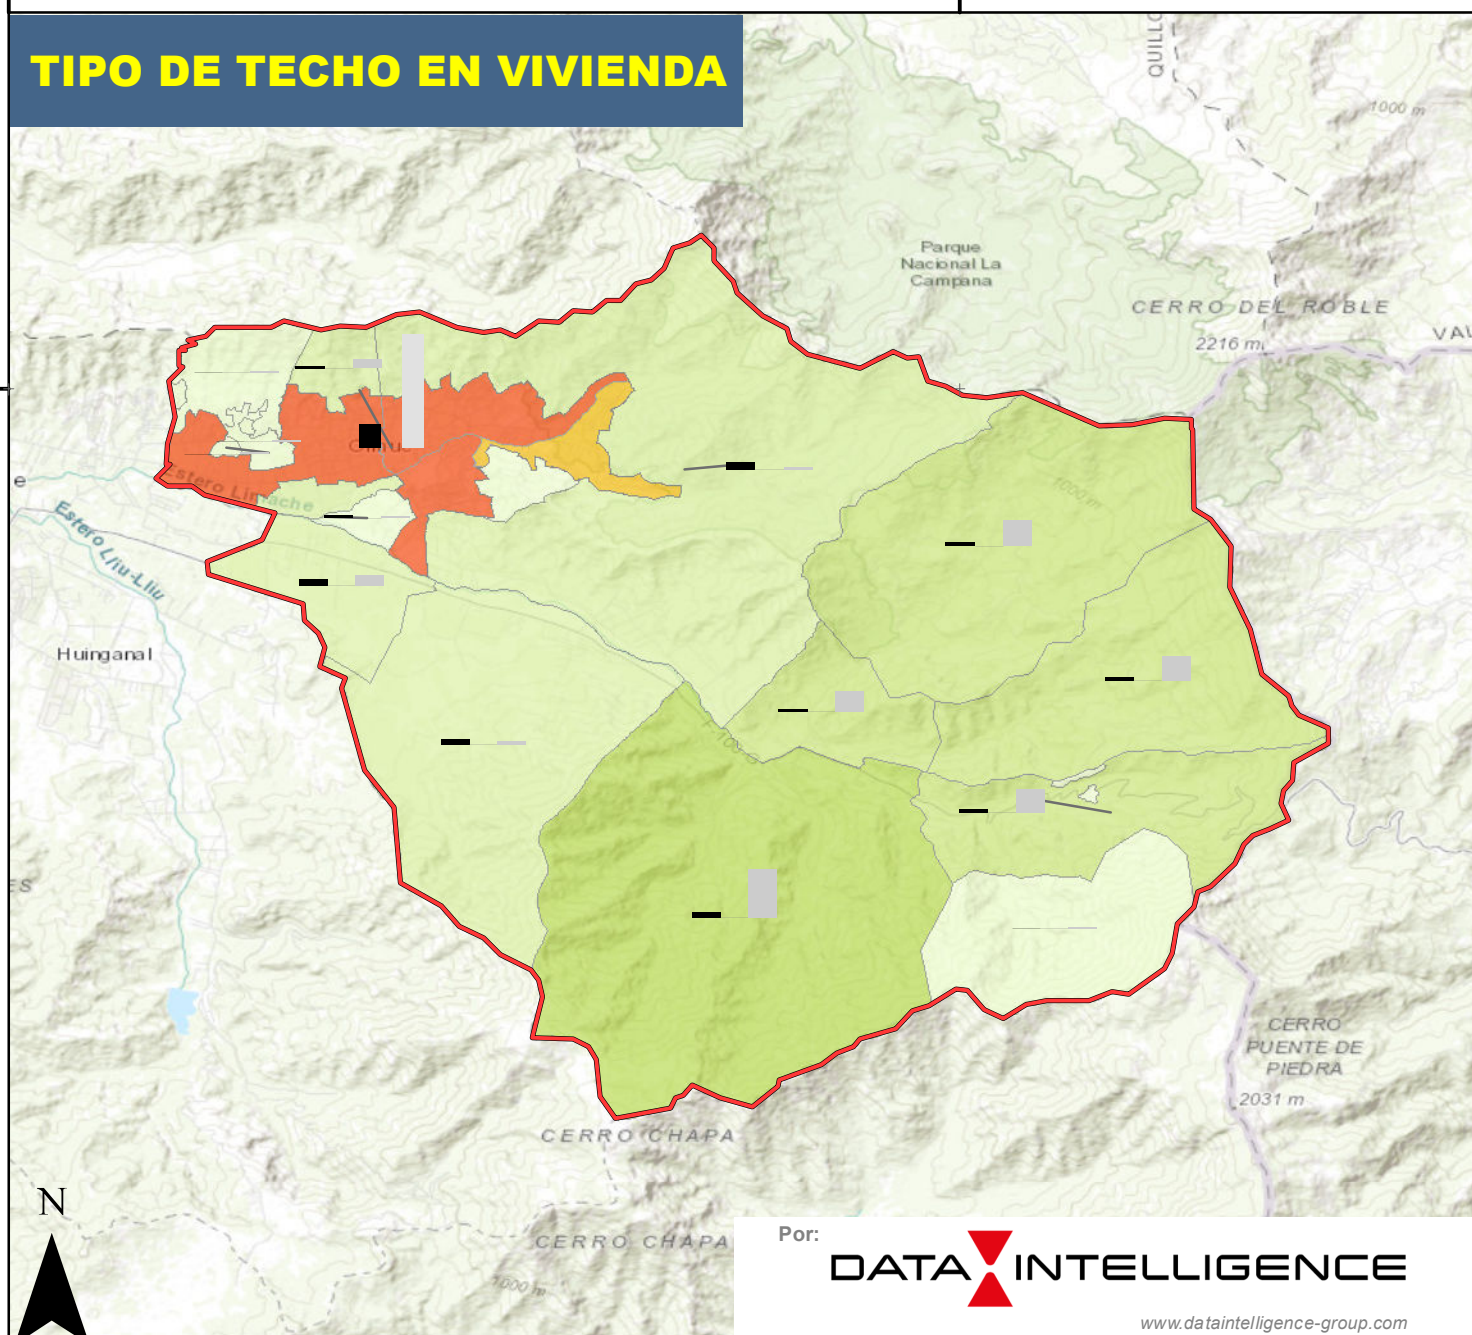 TIPO DE TECHO EN VIVIENDA
QUILLO
1000 m
Parque
Nacional La
Campana
CERRO DEL ROBLE
2216 m
VAL
e
Estero Limache
Estero Lliu-Lliu
1000 m
Huinganal
ES
CERRO
PUENTE DE
PIEDRA
2031 m
CERRO CHAPA
N
CERRO CHAPA
1000 m
Por:
DATA INTELLIGENCE
www.dataintelligence-group.com